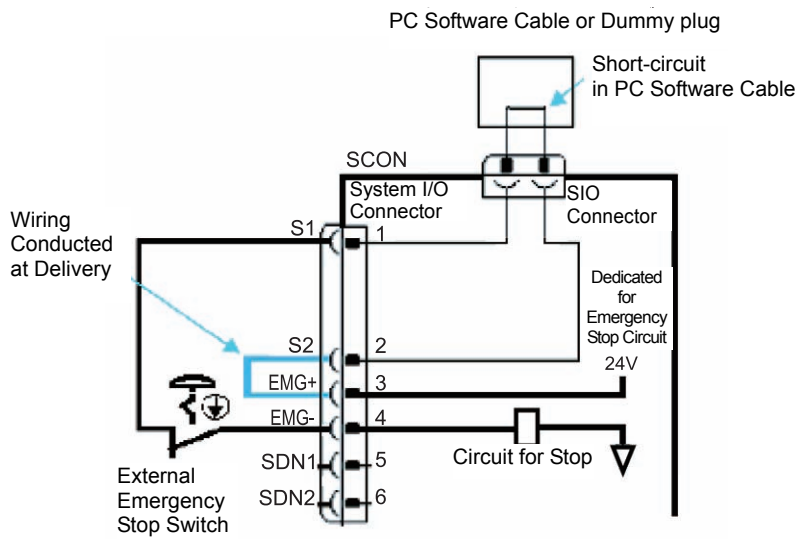 PC Software Cable or Dummy plug
Short-circuit
in PC Software Cable
SCON
System I/O
Connector
SIO
Connector
Wiring
Conducted
at Delivery
S1
1
Dedicated
for
Emergency
Stop Circuit
24V
S2
2
EMG+
3
EMG-
4
Circuit for Stop
SDN1
5
SDN2
6
External
Emergency
Stop Switch